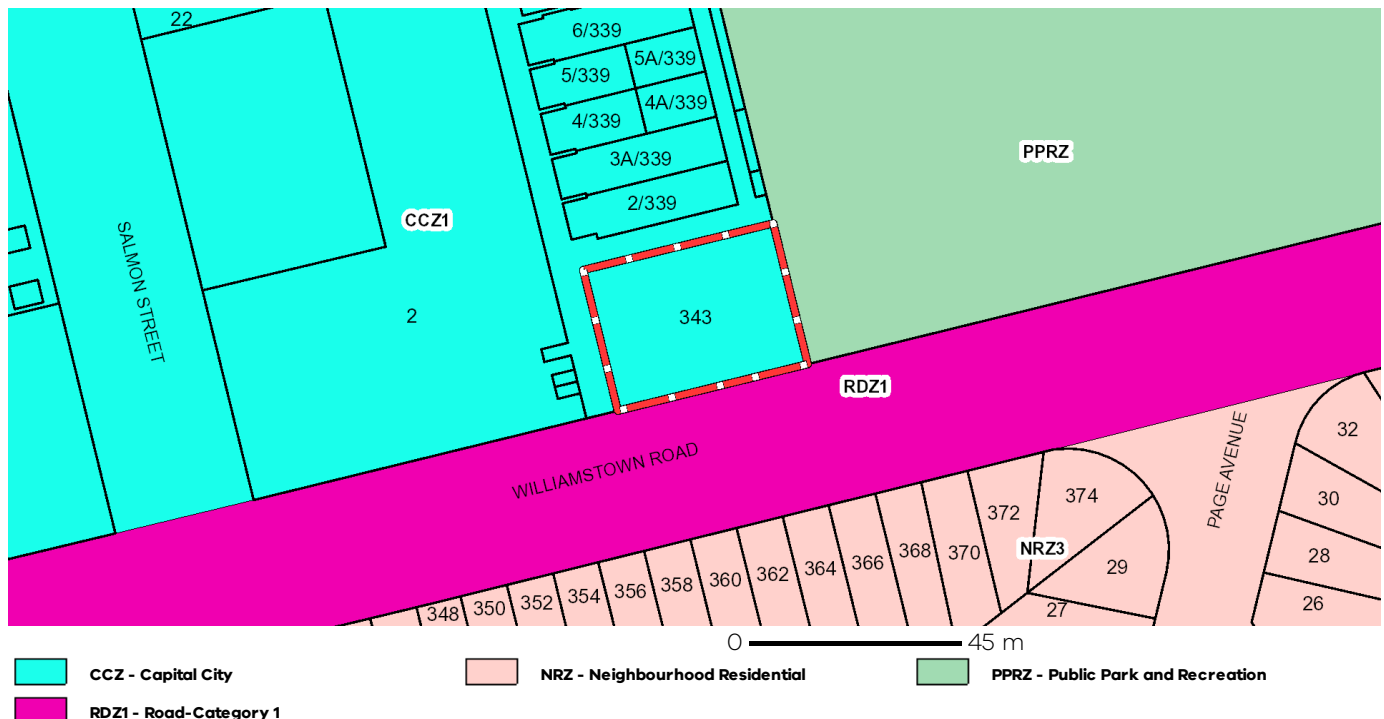 22
6/339
5A/339
5/339
4A/339
4/339
3A/339
2/339
PPRZ
CCZ1
SALMON STREET
2
343
RDZ1
WILLIAMSTOWN ROAD
PAGE AVENUE
32
374
30
372
NRZ3
370
368
366
364
362
360
358
356
354
352
350
348
29
28
27
26
0 45 m
CCZ - Capital City
NRZ - Neighbourhood Residential
PPRZ - Public Park and Recreation
RDZ1 - Road-Category 1